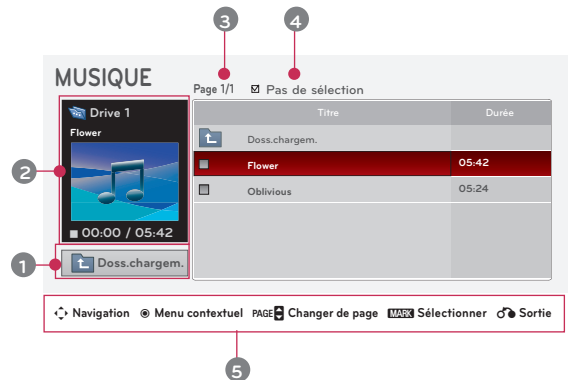 3
4
MUSIQUE
Page 1/1
Pas de sélection
Drive 1
Flower
00:00 / 05:42
Doss.chargem.
Titre
Durée
Doss.chargem.
Flower
05:42
Oblivious
05:24
2
1
Navigation
Menu contextuel
PAGE Changer de page
MARK Sélectionner
Sortie
5